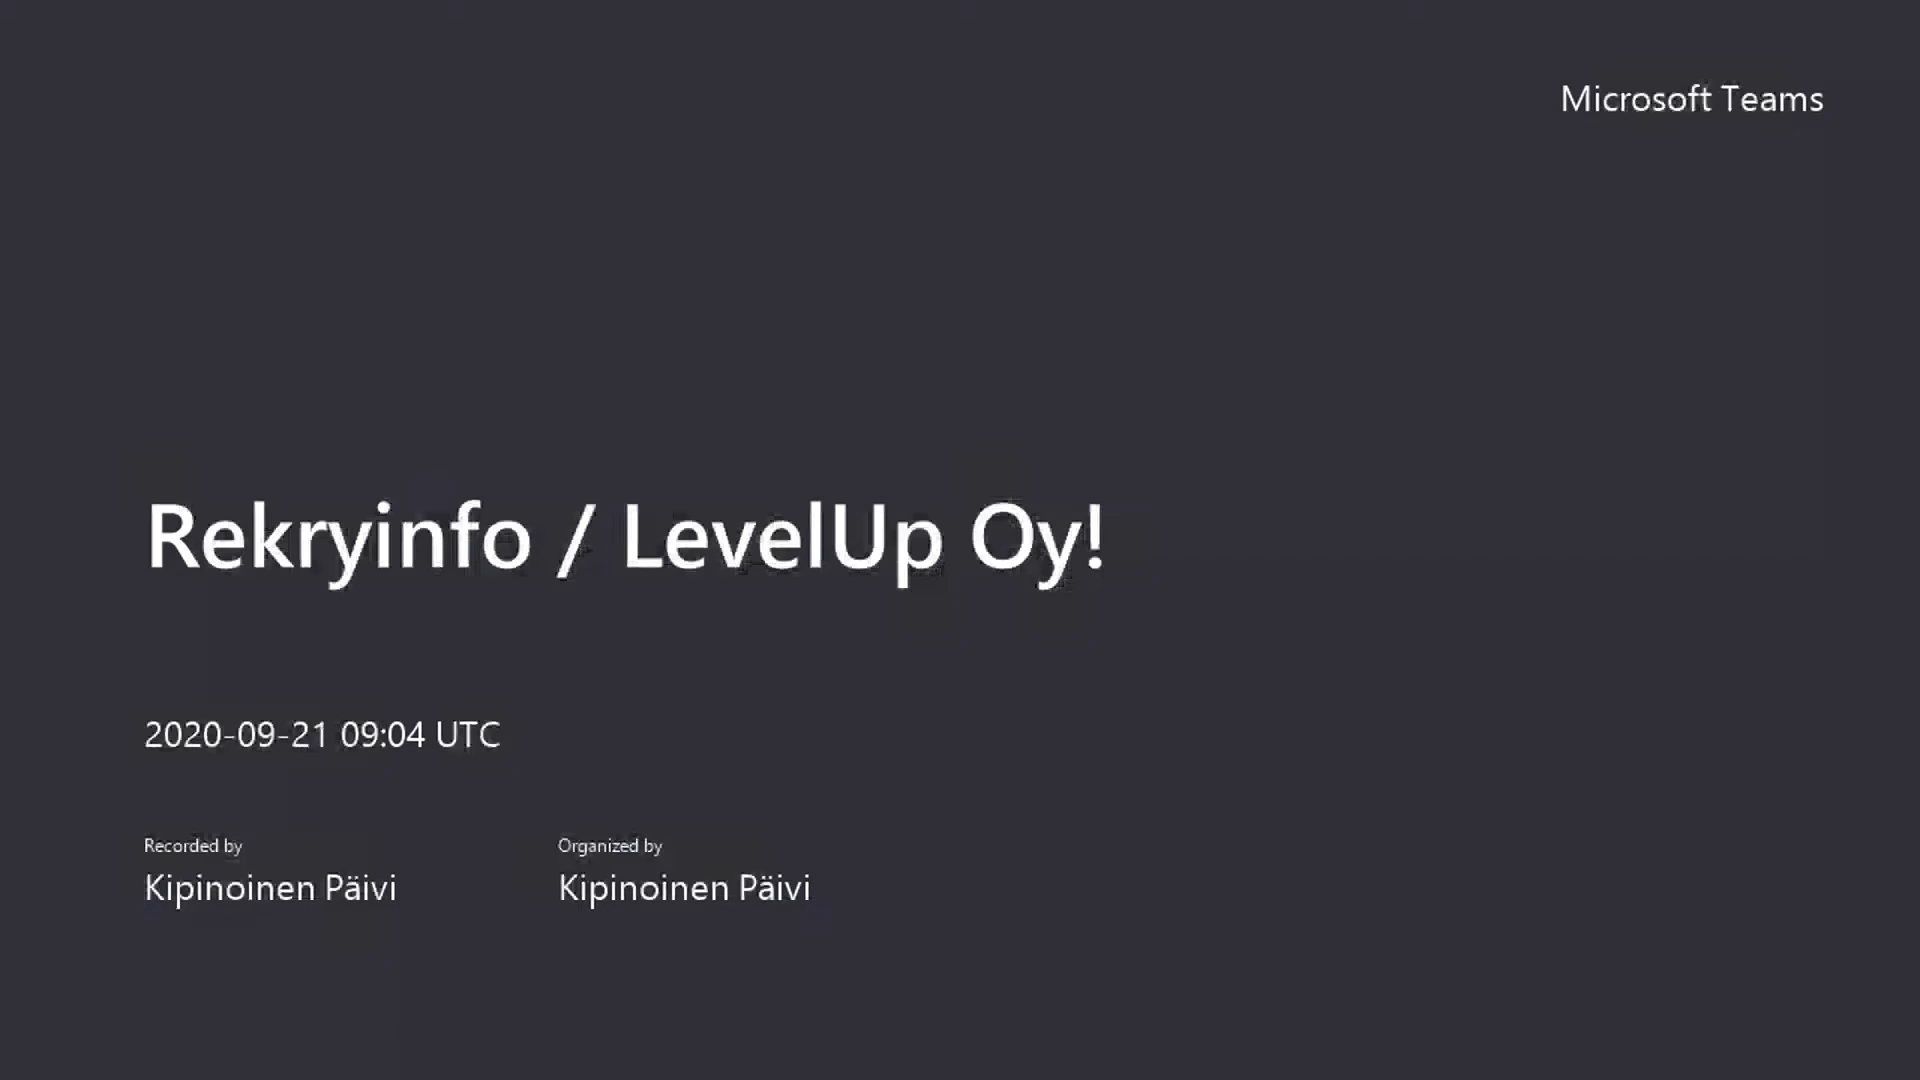 Microsoft Teams
Rekryinfo / LevelUp Oy!
2020-09-21 09:04 UTC
Recorded by
Kipinoinen Päivi
Organized by
Kipinoinen Päivi